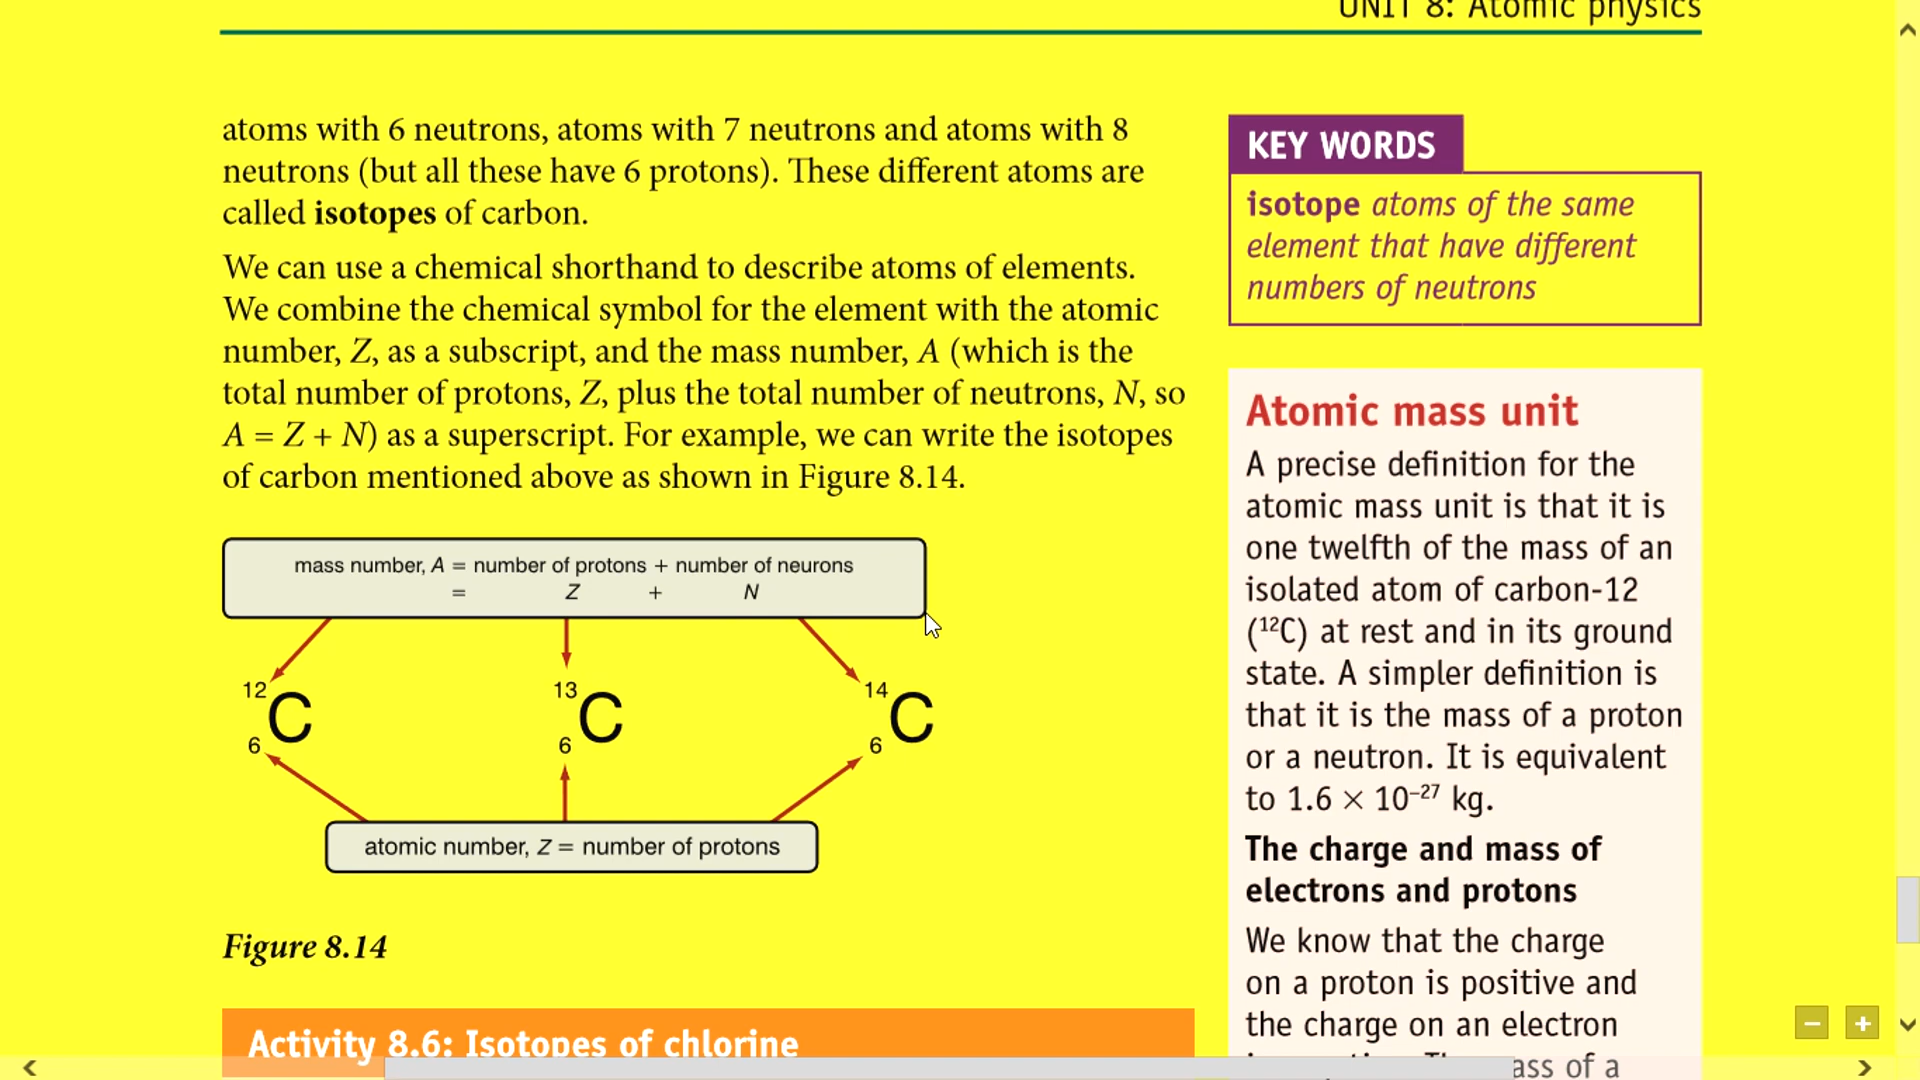 UNIT 8: Atomic physics
atoms with 6 neutrons, atoms with 7 neutrons and atoms with 8
neutrons (but all these have 6 protons). These different atoms are
called isotopes of carbon.
We can use a chemical shorthand to describe atoms of elements.
We combine the chemical symbol for the element with the atomic
number, Z, as a subscript, and the mass number, A (which is the
total number of protons, Z, plus the total number of neutrons, N, so
A = Z + N) as a superscript. For example, we can write the isotopes
of carbon mentioned above as shown in Figure 8.14.
mass number, A = number of protons + number of neurons
= Z + N
12 13 14
C C C
6 6 6
atomic number, Z = number of protons
Figure 8.14
Activity 8.6: Isotopes of chlorine
KEY WORDS
isotope atoms of the same
element that have different
numbers of neutrons
Atomic mass unit
A precise definition for the
atomic mass unit is that it is
one twelfth of the mass of an
isolated atom of carbon-12
(¹²C) at rest and in its ground
state. A simpler definition is
that it is the mass of a proton
or a neutron. It is equivalent
to 1.6 × 10⁻²⁷ kg.
The charge and mass of
electrons and protons
We know that the charge
on a proton is positive and
the charge on an electron
of a